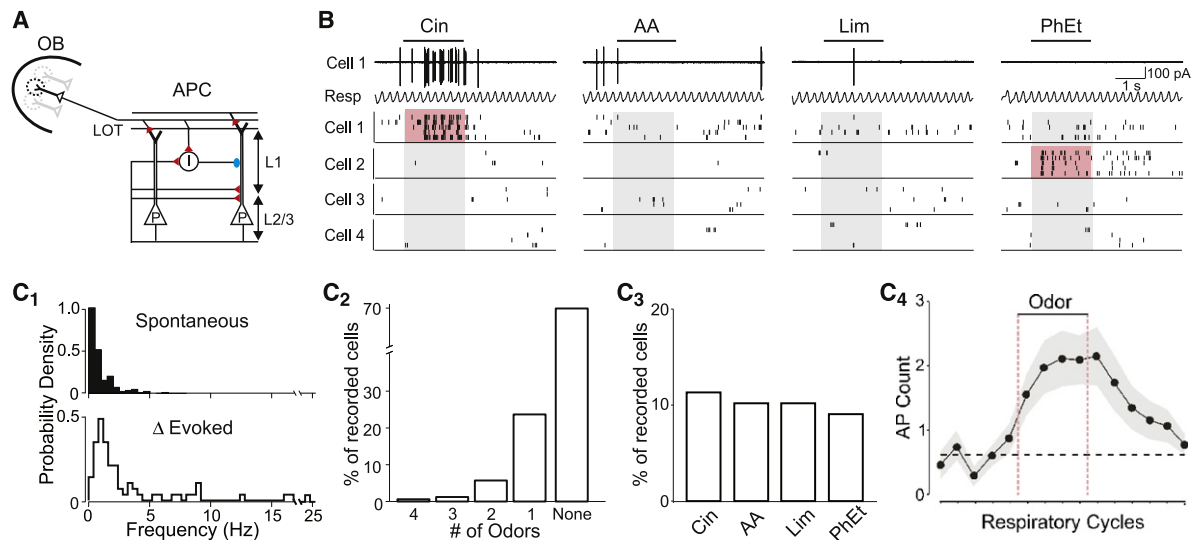 A
OB
APC
LOT
I
L1
P
P
L2/3
B
Cin
AA
Lim
PhEt
Cell 1
100 pA
1 s
Resp
Cell 1
Cell 2
Cell 3
Cell 4
C1
Probability Density
1.0
0.5
0
Spontaneous
0.5
0
Δ Evoked
0 5 10 15 25
Frequency (Hz)
C2
% of recorded cells
70
30
20
10
0
4 3 2 1 None
# of Odors
C3
% of recorded cells
20
10
0
Cin AA Lim PhEt
C4
Odor
AP Count
3
2
1
0
Respiratory Cycles